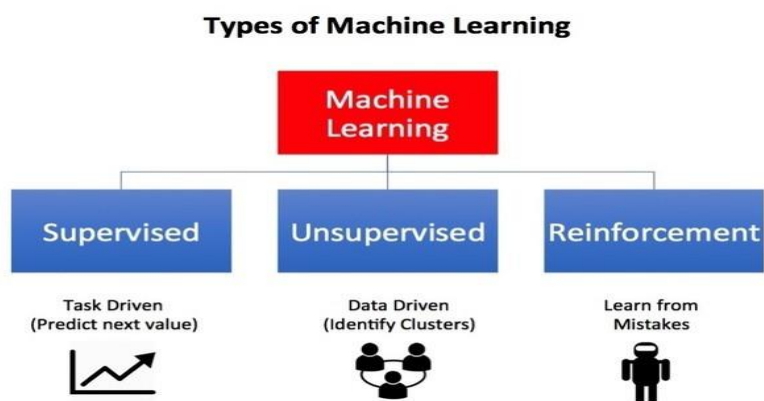 Types of Machine Learning
Machine
Learning
Supervised
Unsupervised
Reinforcement
Task Driven
(Predict next value)
Data Driven
(Identify Clusters)
Learn from
Mistakes